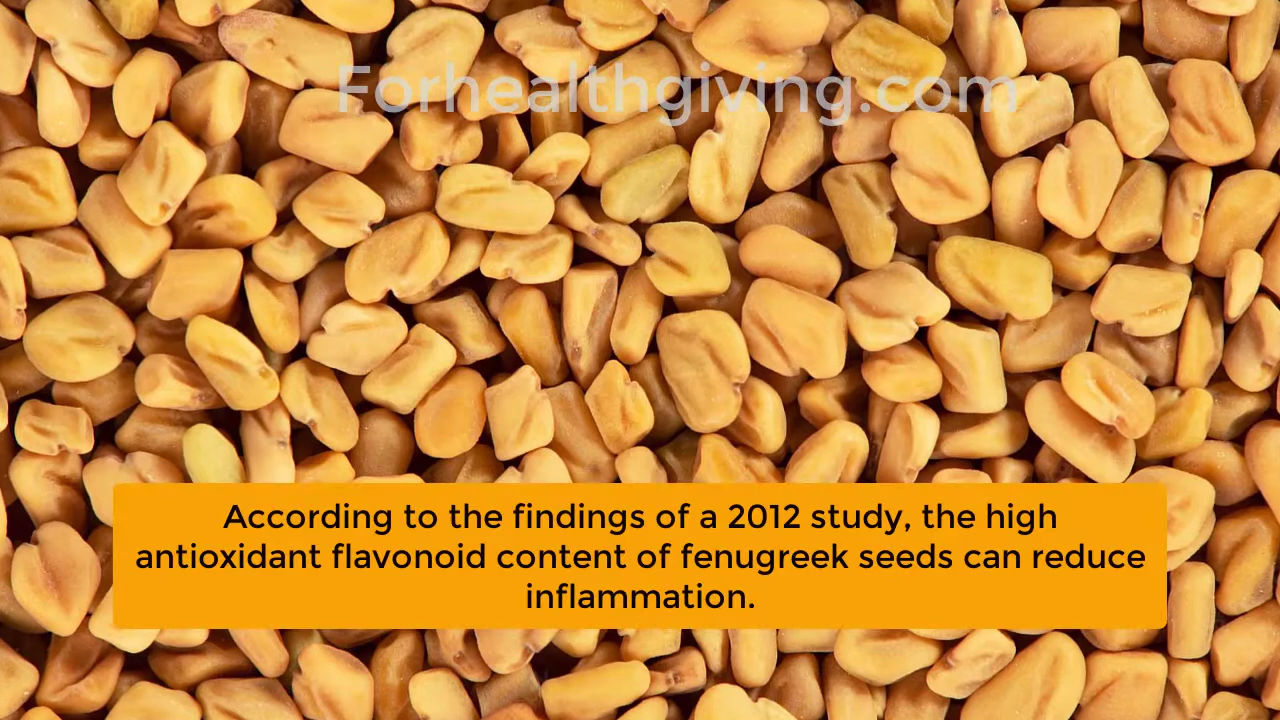 Forhealthgiving.com
According to the findings of a 2012 study, the high
antioxidant flavonoid content of fenugreek seeds can reduce
inflammation.